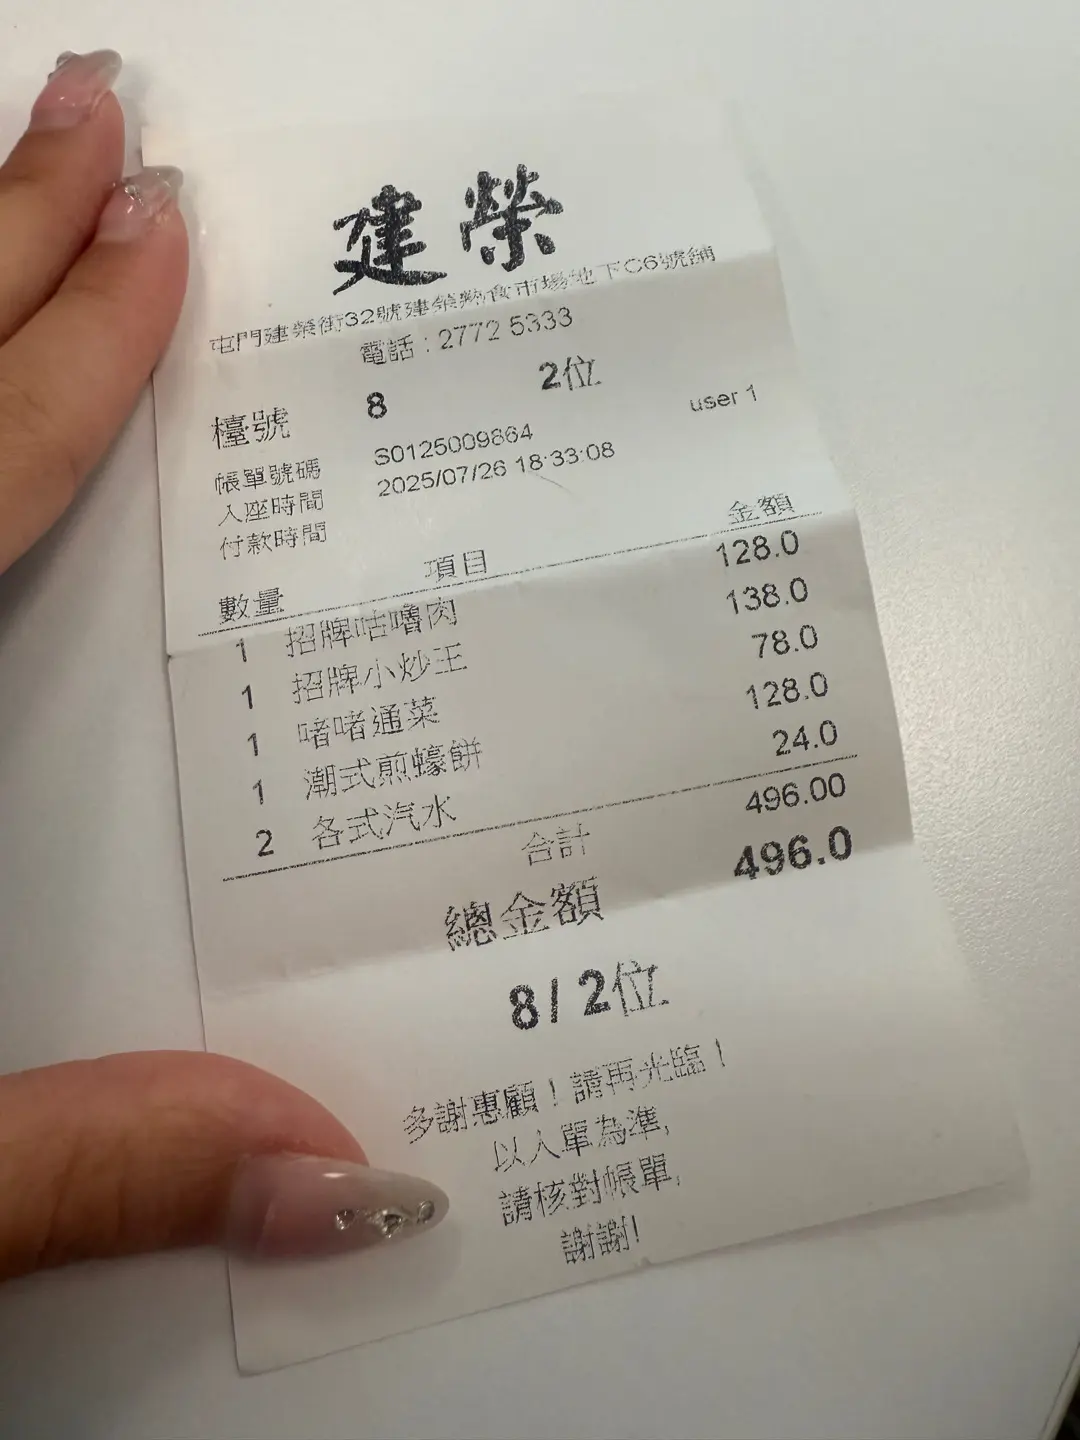 建榮
屯門建榮街32號建榮熟食市場地下C6號舖
電話：2772 5333
檯號 8 2位
帳單號碼 S0125009864 user 1
入座時間 2025/07/26 18:33:08
付款時間
數量 項目 金額
1 招牌咕嚕肉 128.0
1 招牌小炒王 138.0
1 啫啫通菜 78.0
1 潮式煎蠔餅 128.0
2 各式汽水 24.0
合計 496.00
總金額 496.0
8/ 2位
多謝惠顧！請再光臨！
以入單為準,
請核對帳單,
謝謝!